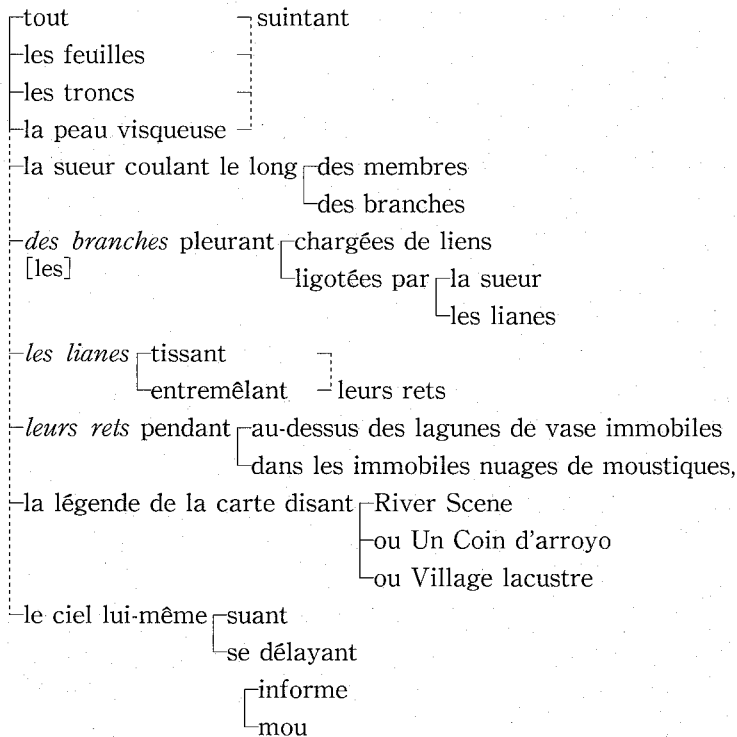 tout suintant
les feuilles
les troncs
la peau visqueuse
la sueur coulant le long des membres
des branches
des branches pleurant chargées de liens
[les] ligotées par la sueur
les lianes
les lianes tissant
entremêlant leurs rets
leurs rets pendant au-dessus des lagunes de vase immobiles
dans les immobiles nuages de moustiques,
la légende de la carte disant River Scene
ou Un Coin d'arroyo
ou Village lacustre
le ciel lui-même suant
se délayant
informe
mou